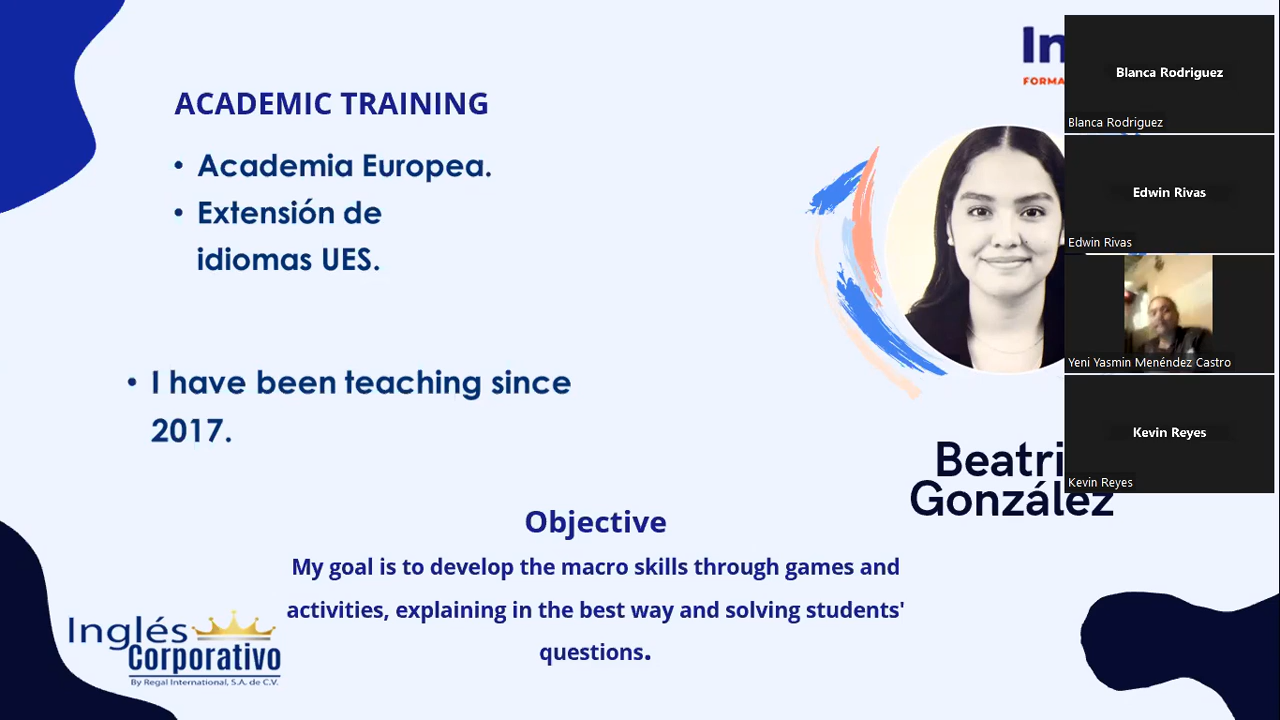 ACADEMIC TRAINING
• Academia Europea.
• Extensión de
idiomas UES.
• I have been teaching since
2017.
In
FORMA
Beatri
González
Objective
My goal is to develop the macro skills through games and
activities, explaining in the best way and solving students'
questions.
Inglés
Corporativo
By Regal International, S.A. de C.V.
Blanca Rodriguez
Blanca Rodriguez
Edwin Rivas
Edwin Rivas
Yeni Yasmin Menéndez Castro
Kevin Reyes
Kevin Reyes